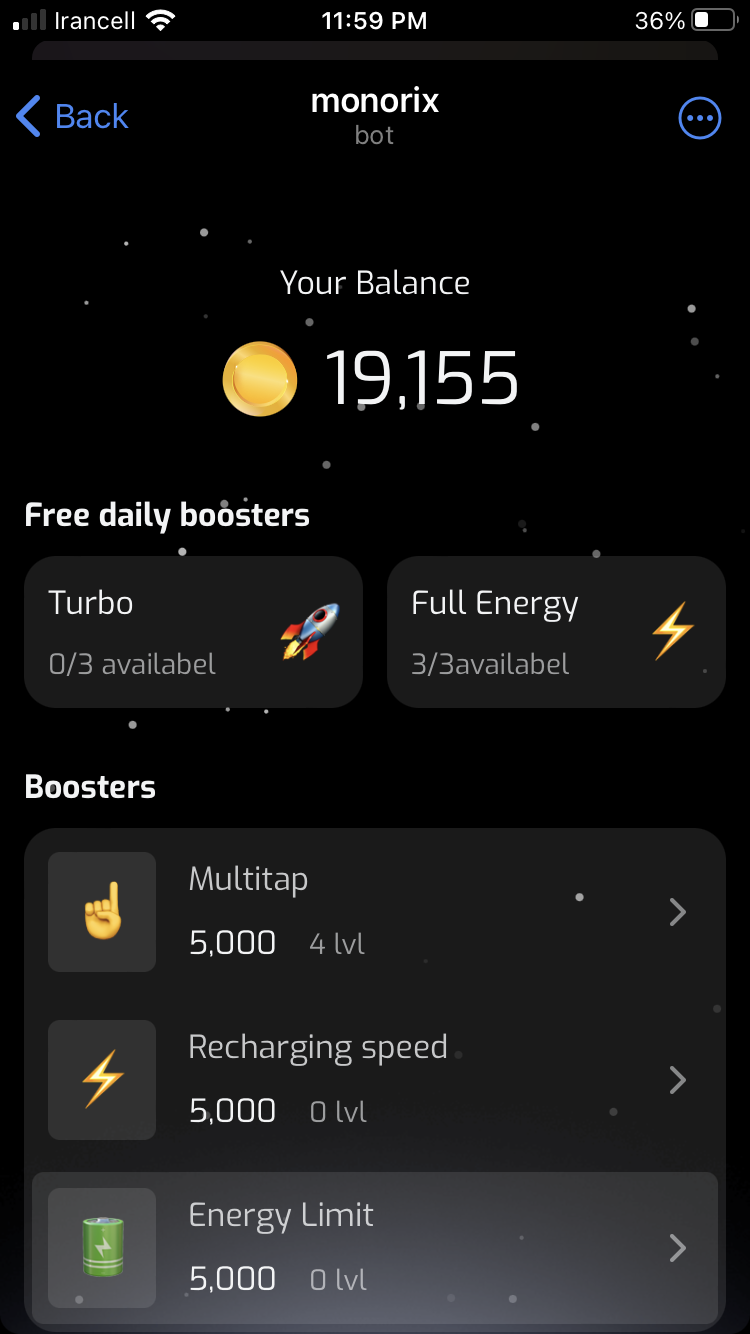 Irancell 11:59 PM 36%
Back
monorix
bot
Your Balance
19,155
Free daily boosters
Turbo
0/3 availabel
Full Energy
3/3availabel
Boosters
Multitap
5,000 4 lvl
Recharging speed
5,000 0 lvl
Energy Limit
5,000 0 lvl